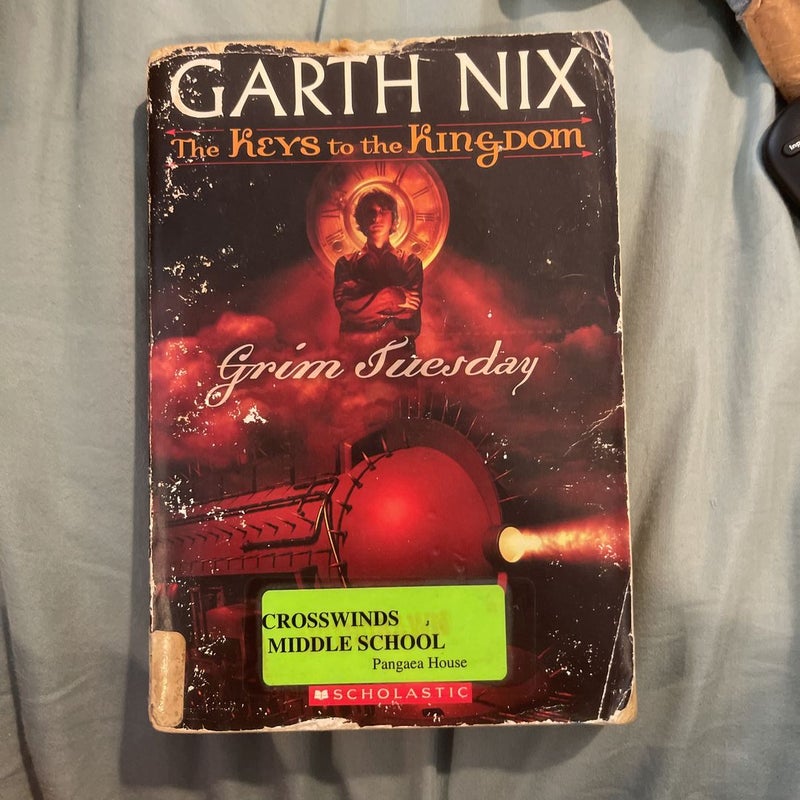 GARTH NIX
The KEYS to the KINGDOM
Grim Tuesday
CROSSWINDS
MIDDLE SCHOOL
Pangaea House
SCHOLASTIC